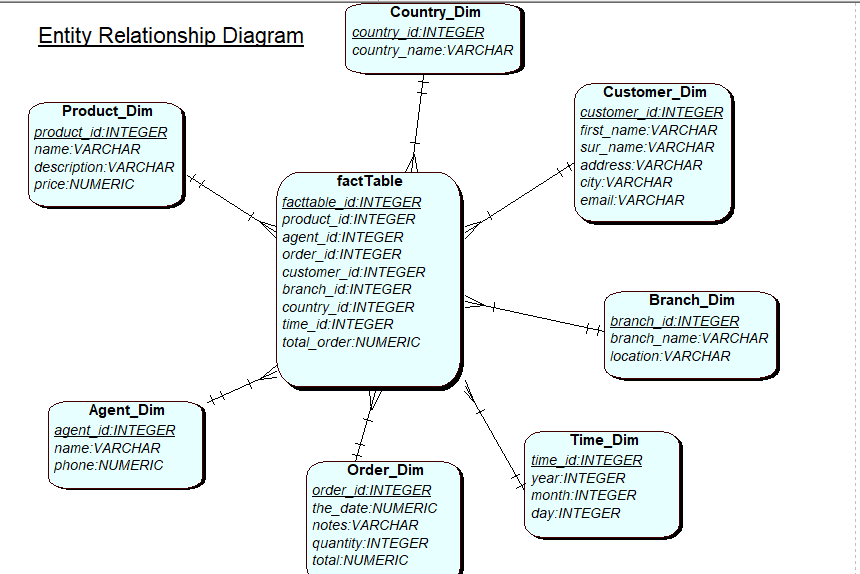 Entity Relationship Diagram
Country_Dim
country_id:INTEGER
country_name:VARCHAR
Product_Dim
product_id:INTEGER
name:VARCHAR
description:VARCHAR
price:NUMERIC
Customer_Dim
customer_id:INTEGER
first_name:VARCHAR
sur_name:VARCHAR
address:VARCHAR
city:VARCHAR
email:VARCHAR
factTable
facttable_id:INTEGER
product_id:INTEGER
agent_id:INTEGER
order_id:INTEGER
customer_id:INTEGER
branch_id:INTEGER
country_id:INTEGER
time_id:INTEGER
total_order:NUMERIC
Branch_Dim
branch_id:INTEGER
branch_name:VARCHAR
location:VARCHAR
Agent_Dim
agent_id:INTEGER
name:VARCHAR
phone:NUMERIC
Order_Dim
order_id:INTEGER
the_date:NUMERIC
notes:VARCHAR
quantity:INTEGER
total:NUMERIC
Time_Dim
time_id:INTEGER
year:INTEGER
month:INTEGER
day:INTEGER